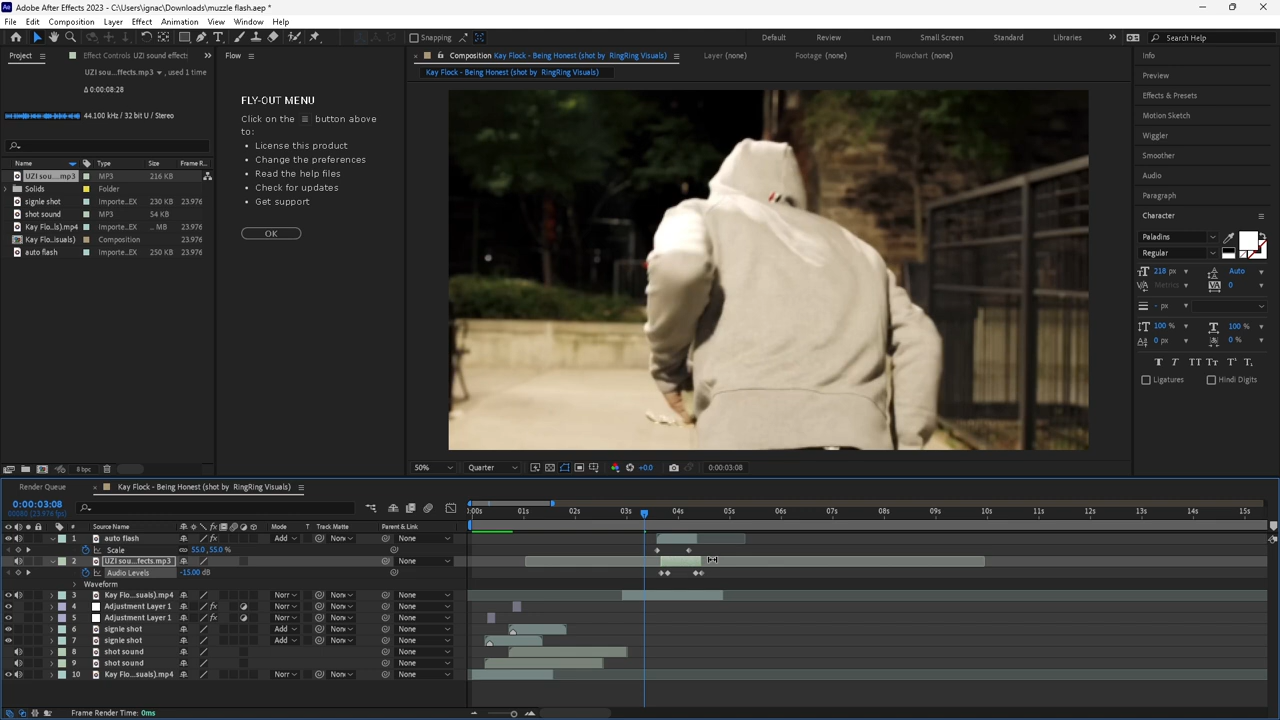 Adobe After Effects 2023 - C:\Users\ignac\Downloads\muzzle flash.aep *
File Edit Composition Layer Effect Animation View Window Help
Snapping Default Review Learn Small Screen Standard Libraries Search Help
Project Effect Controls UZI sound effect: Flow
Composition Kay Flock - Being Honest (shot by RingRing Visuals) Layer (none) Footage (none) Flowchart (none)
Kay Flock - Being Honest (shot by RingRing Visuals)
UZI sou...ffects.mp3 , used 1 time
Δ 0:00:08:28
44.100 kHz / 32 bit U / Stereo
Name Type Size Frame R...
UZI sou....mp3 MP3 216 KB
Solids Folder
signle shot Importe...EX 230 KB 23.976
shot sound MP3 54 KB
Kay Flo...ls).mp4 Importe...EX ... MB 23.976
Kay Flo...isuals) Composition 23.976
auto flash Importe...EX 250 KB 23.976
8 bpc
FLY-OUT MENU
Click on the ≡ button above
to:
• License this product
• Change the preferences
• Read the help files
• Check for updates
• Get support
OK
50% Quarter +0.0 0:00:03:08
Info
Preview
Effects & Presets
Motion Sketch
Wiggler
Smoother
Audio
Paragraph
Character
Paladins
Regular
218 px Auto
Metrics 0
- px
100 % 100 %
0 px 0 %
Ligatures Hindi Digits
Render Queue Kay Flock - Being Honest (shot by RingRing Visuals)
0:00:03:08
00080 (23.976 fps)
# Source Name Mode T Track Matte Parent & Link
:00s 01s 02s 03s 04s 05s 06s 07s 08s 09s 10s 11s 12s 13s 14s 15s
1 auto flash Add None
Scale 55.0,55.0 %
2 UZI sou...fects.mp3 None
Audio Levels -15.00 dB
Waveform
3 Kay Flo...suals).mp4 Norr None
4 Adjustment Layer 1 Norr None
5 Adjustment Layer 1 Norr None
6 signle shot Add None
7 signle shot Add None
8 shot sound None
9 shot sound None
10 Kay Flo...suals).mp4 Norr None
Frame Render Time: 0ms